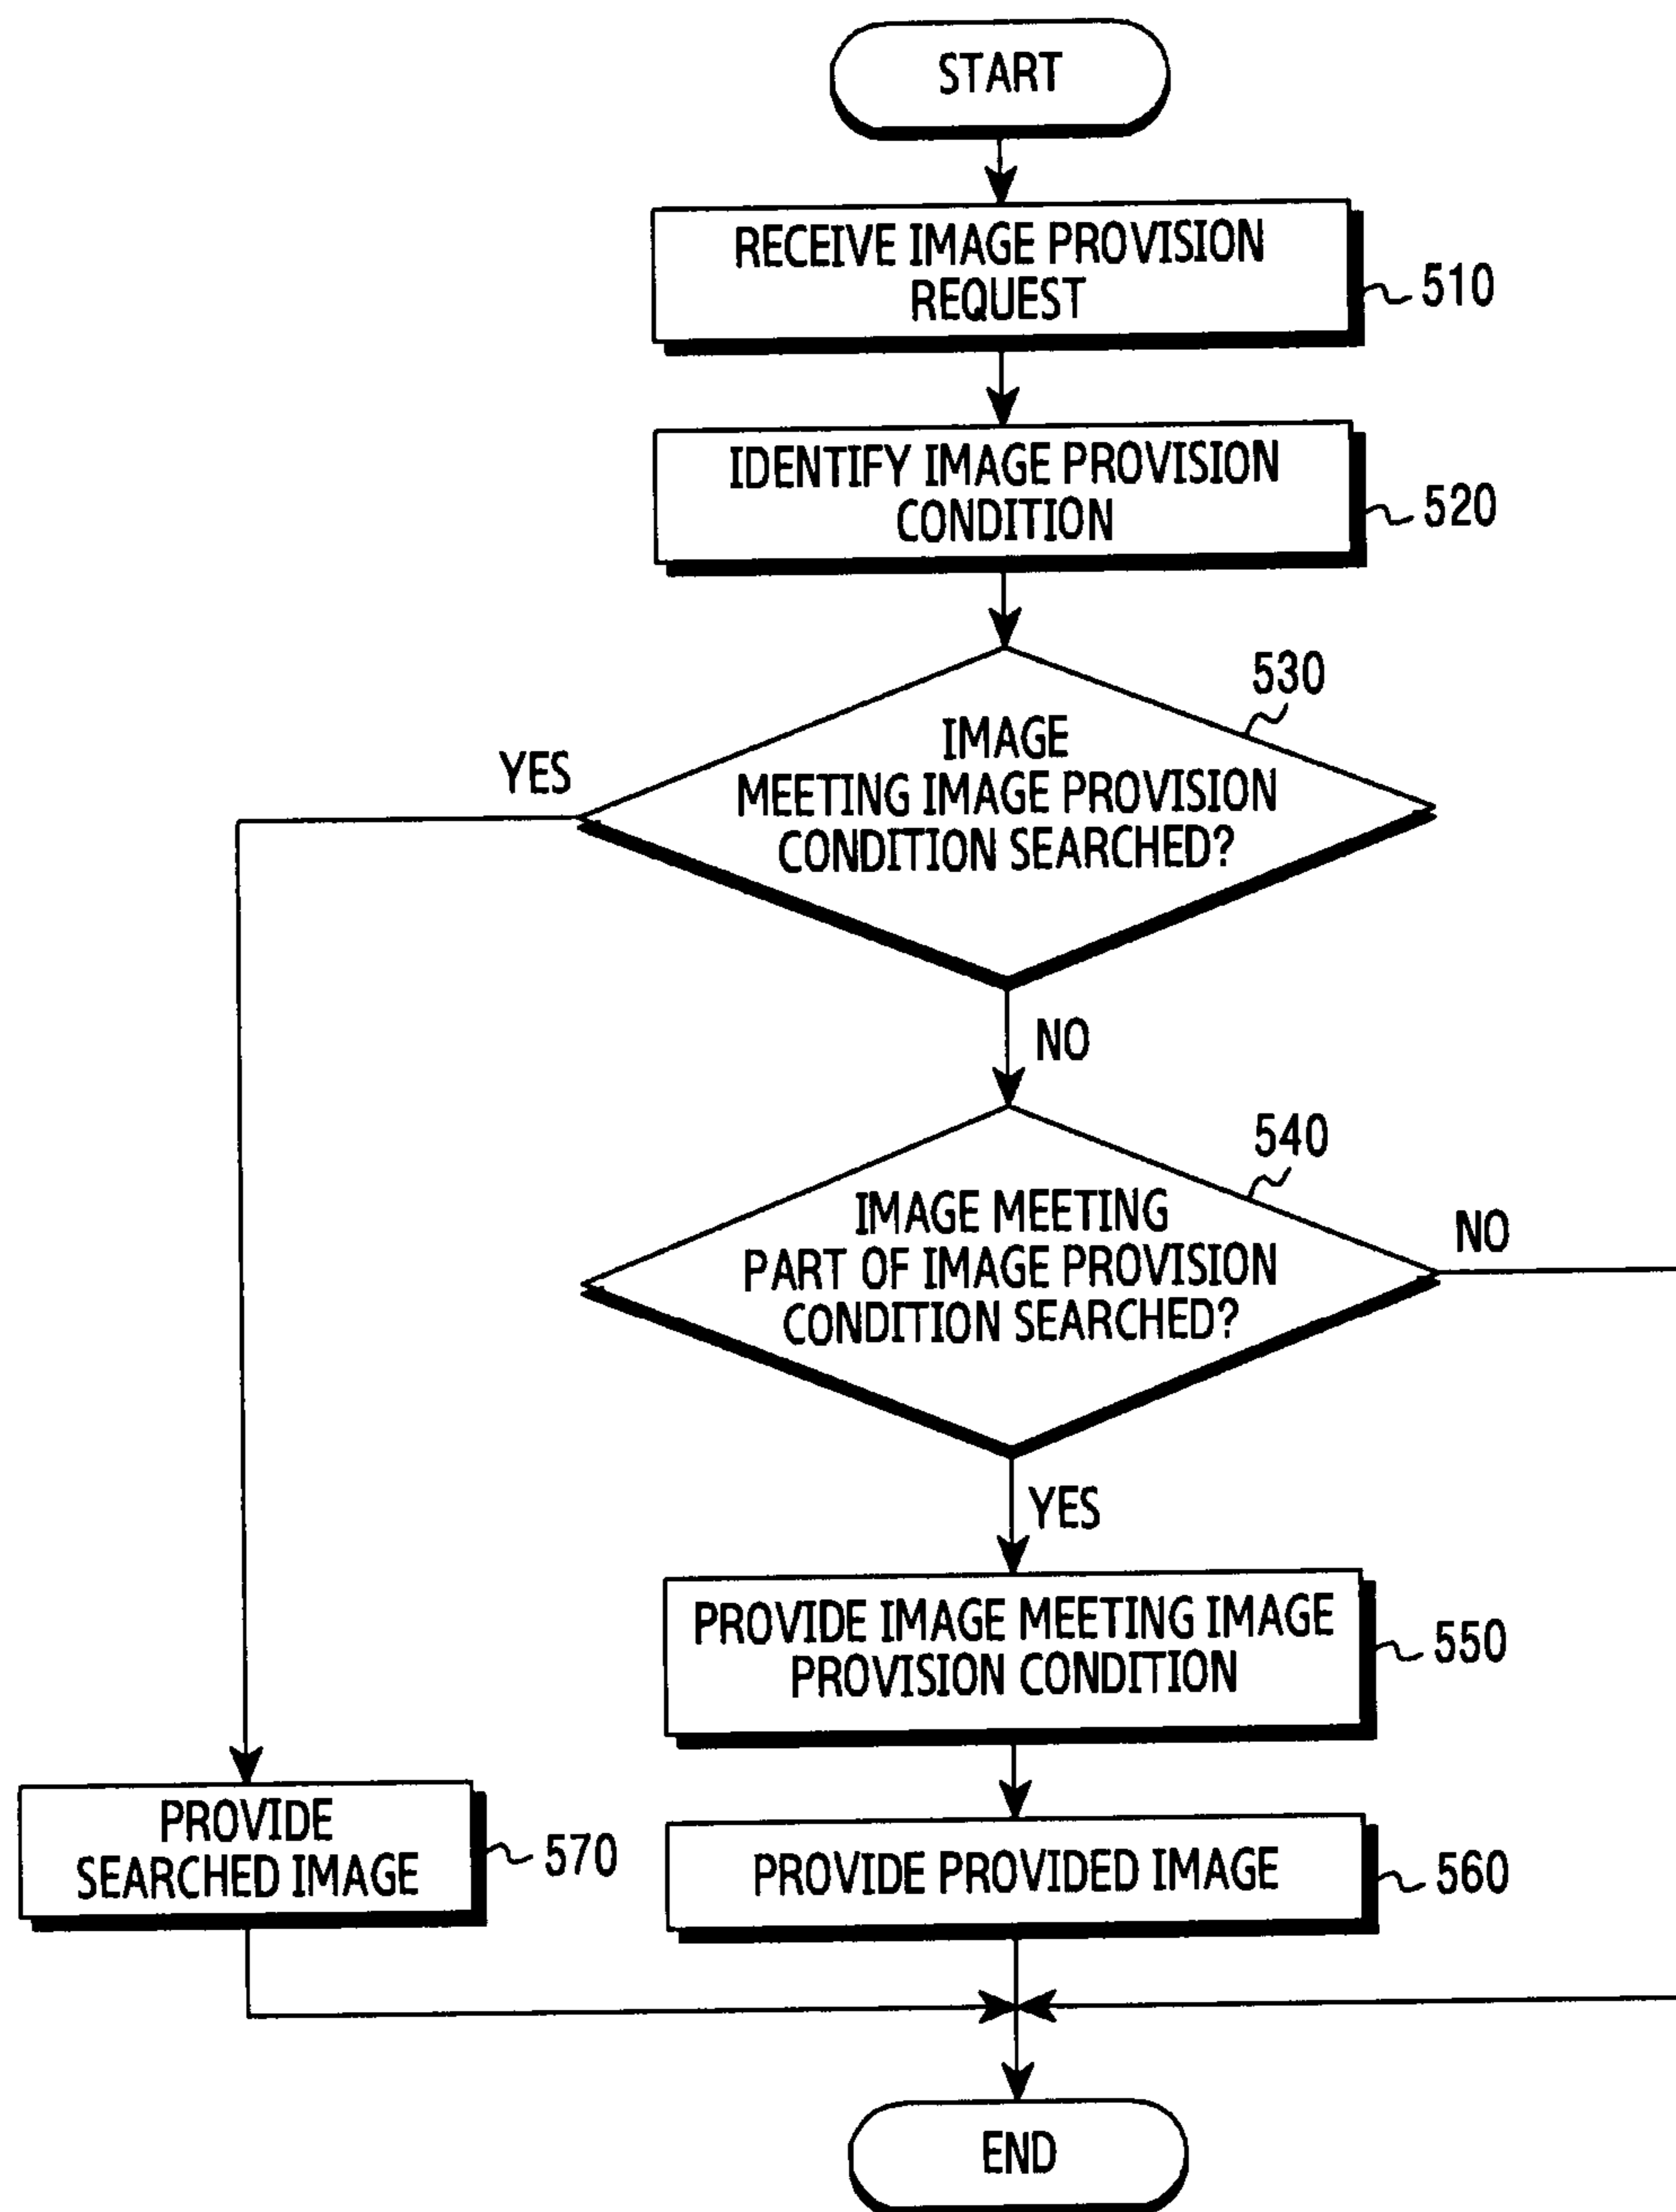 START
RECEIVE IMAGE PROVISION
REQUEST
510
IDENTIFY IMAGE PROVISION
CONDITION
520
530
IMAGE
MEETING IMAGE PROVISION
CONDITION SEARCHED?
YES
NO
540
IMAGE MEETING
PART OF IMAGE PROVISION
CONDITION SEARCHED?
NO
YES
PROVIDE IMAGE MEETING IMAGE
PROVISION CONDITION
550
PROVIDE
SEARCHED IMAGE
570
PROVIDE PROVIDED IMAGE
560
END